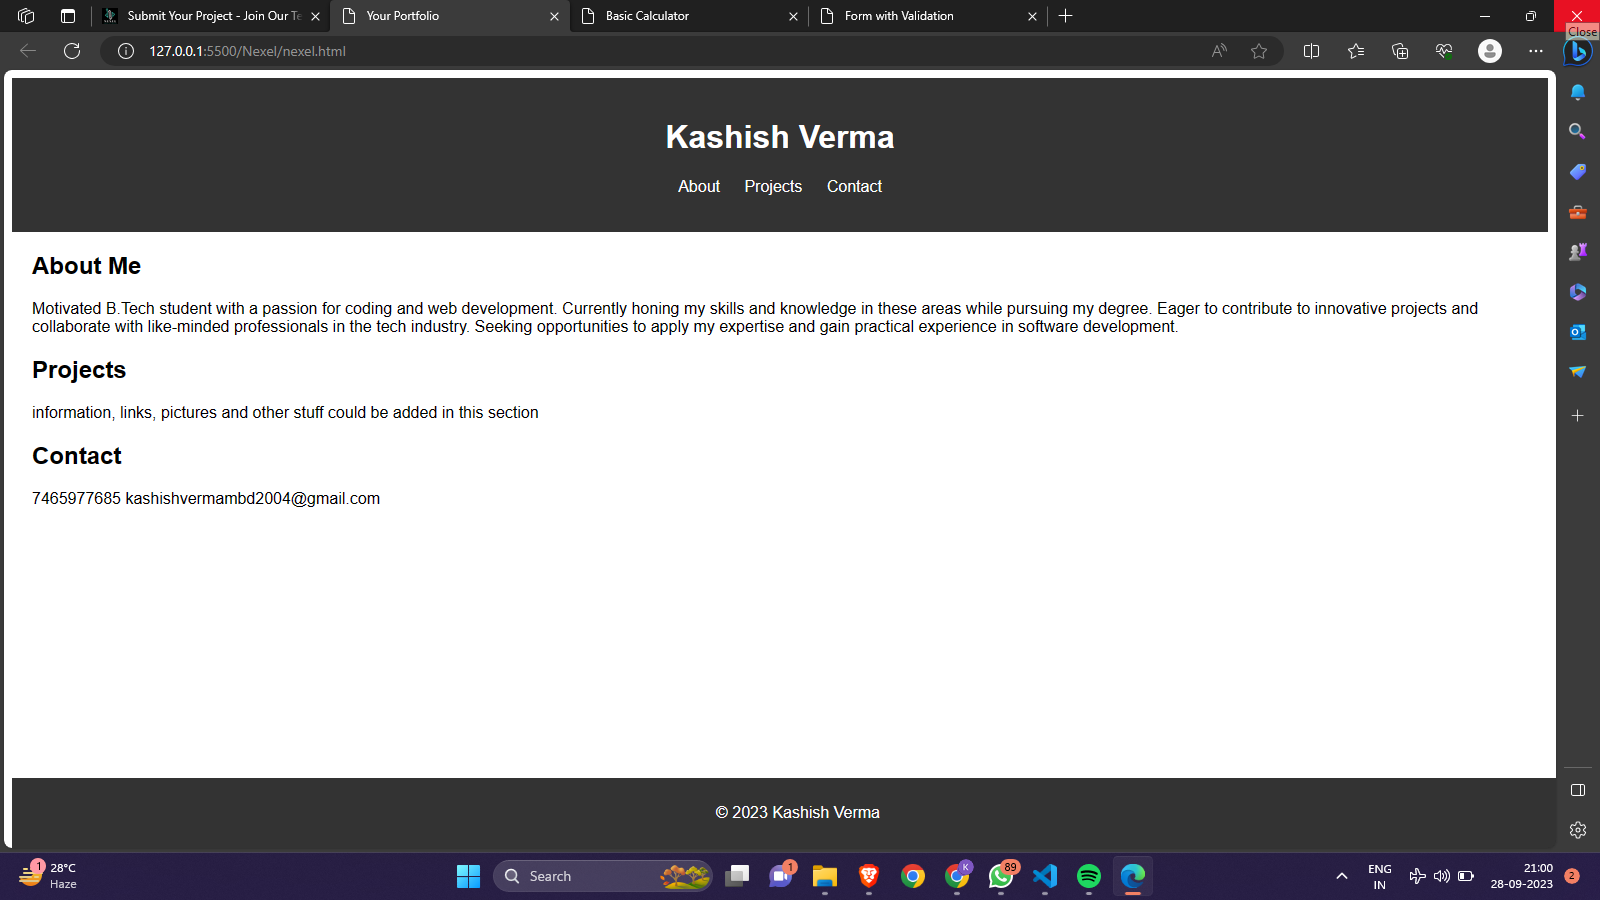 Submit Your Project - Join Our Te
Your Portfolio
Basic Calculator
Form with Validation
Close
127.0.0.1:5500/Nexel/nexel.html
Kashish Verma
About Projects Contact
About Me
Motivated B.Tech student with a passion for coding and web development. Currently honing my skills and knowledge in these areas while pursuing my degree. Eager to contribute to innovative projects and
collaborate with like-minded professionals in the tech industry. Seeking opportunities to apply my expertise and gain practical experience in software development.
Projects
information, links, pictures and other stuff could be added in this section
Contact
7465977685 kashishvermambd2004@gmail.com
© 2023 Kashish Verma
1
28°C
Haze
Search
1
K
89
ENG
IN
21:00
28-09-2023
2